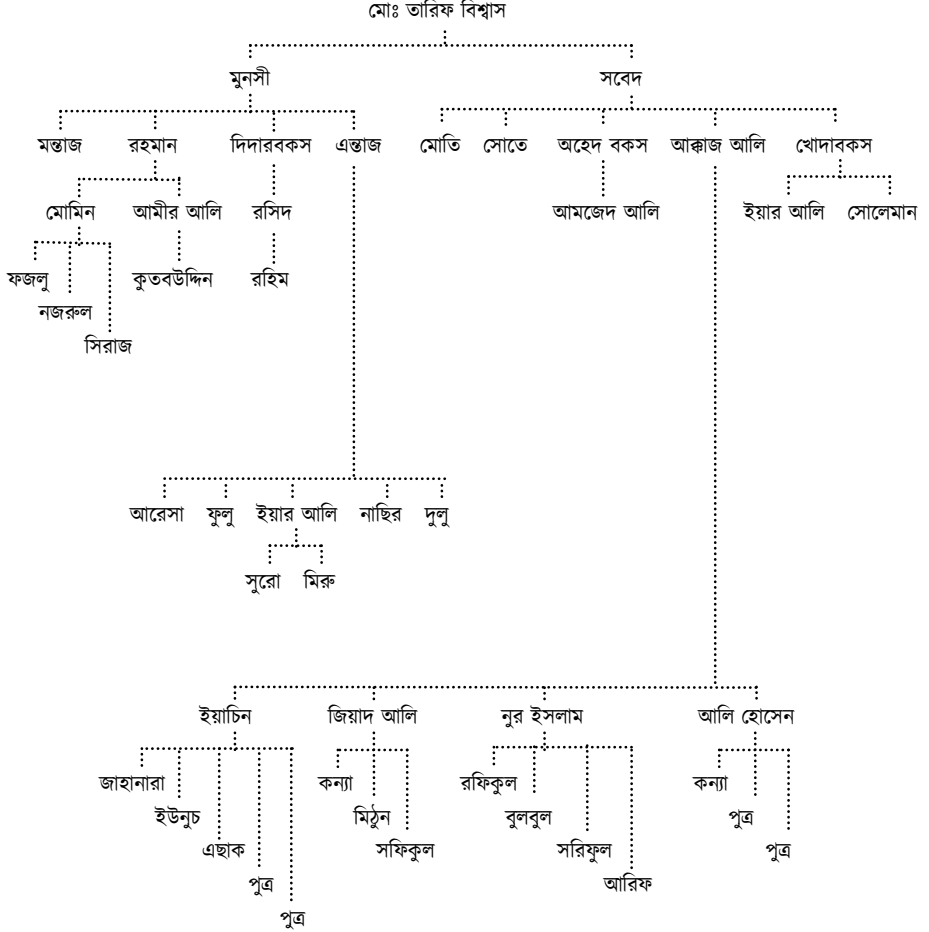 মোঃ তারিফ বিশ্বাস
মুনসী সবেদ
মন্তাজ রহমান দিদারবকস এন্তাজ মোতি সোতে অহেদ বকস আক্কাজ আলি খোদাবকস
মোমিন আমীর আলি রসিদ আমজেদ আলি ইয়ার আলি সোলেমান
ফজলু কুতবউদ্দিন রহিম
নজরুল
সিরাজ
আরেসা ফুলু ইয়ার আলি নাছির দুলু
সুরো মিরু
ইয়াচিন জিয়াদ আলি নুর ইসলাম আলি হোসেন
জাহানারা কন্যা রফিকুল কন্যা
ইউনুচ মিঠুন বুলবুল পুত্র
এছাক সফিকুল সরিফুল পুত্র
পুত্র আরিফ
পুত্র